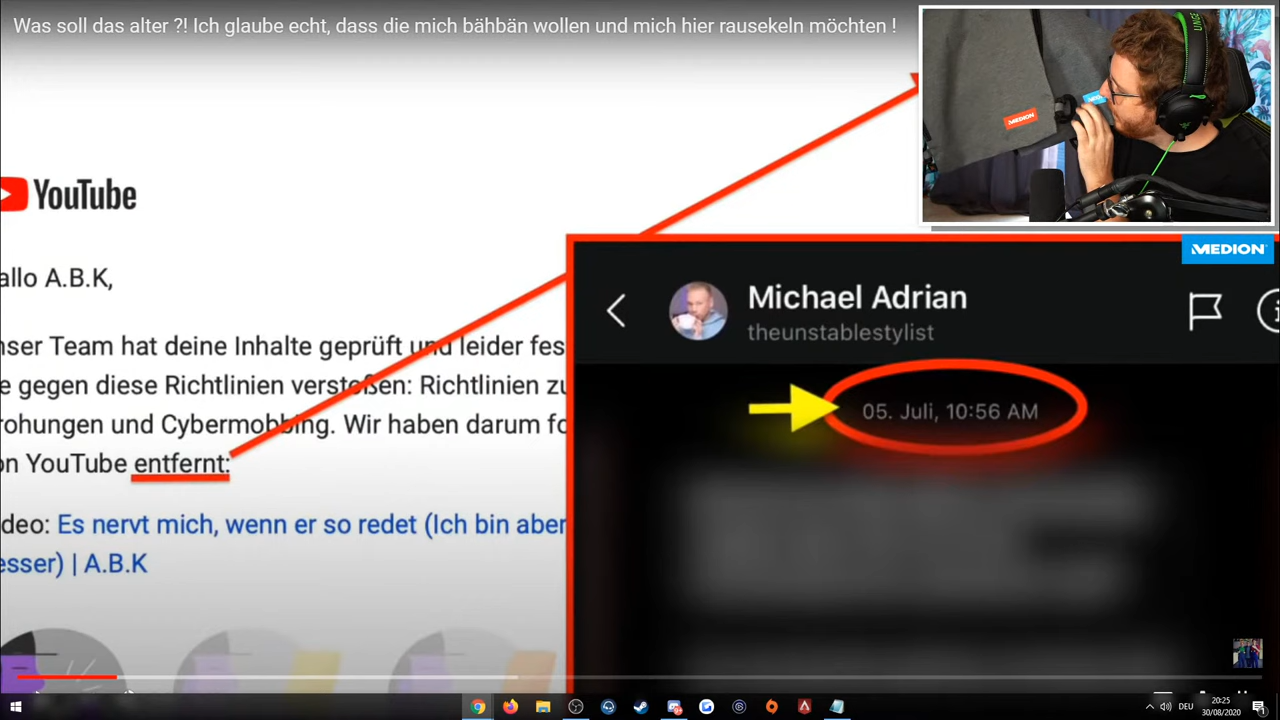 Was soll das alter ?! Ich glaube echt, dass die mich bähbän wollen und mich hier rausekeln möchten !
MEDION
MEDION
YouTube
allo A.B.K,
nser Team hat deine Inhalte geprüft und leider fes
e gegen diese Richtlinien verstoßen: Richtlinien zu
rohungen und Cybermobbing. Wir haben darum fo
on YouTube entfernt:
deo: Es nervt mich, wenn er so redet (Ich bin aber
esser) | A.B.K
Michael Adrian
theunstablestylist
05. Juli, 10:56 AM
DEU
20:25
30/08/2020